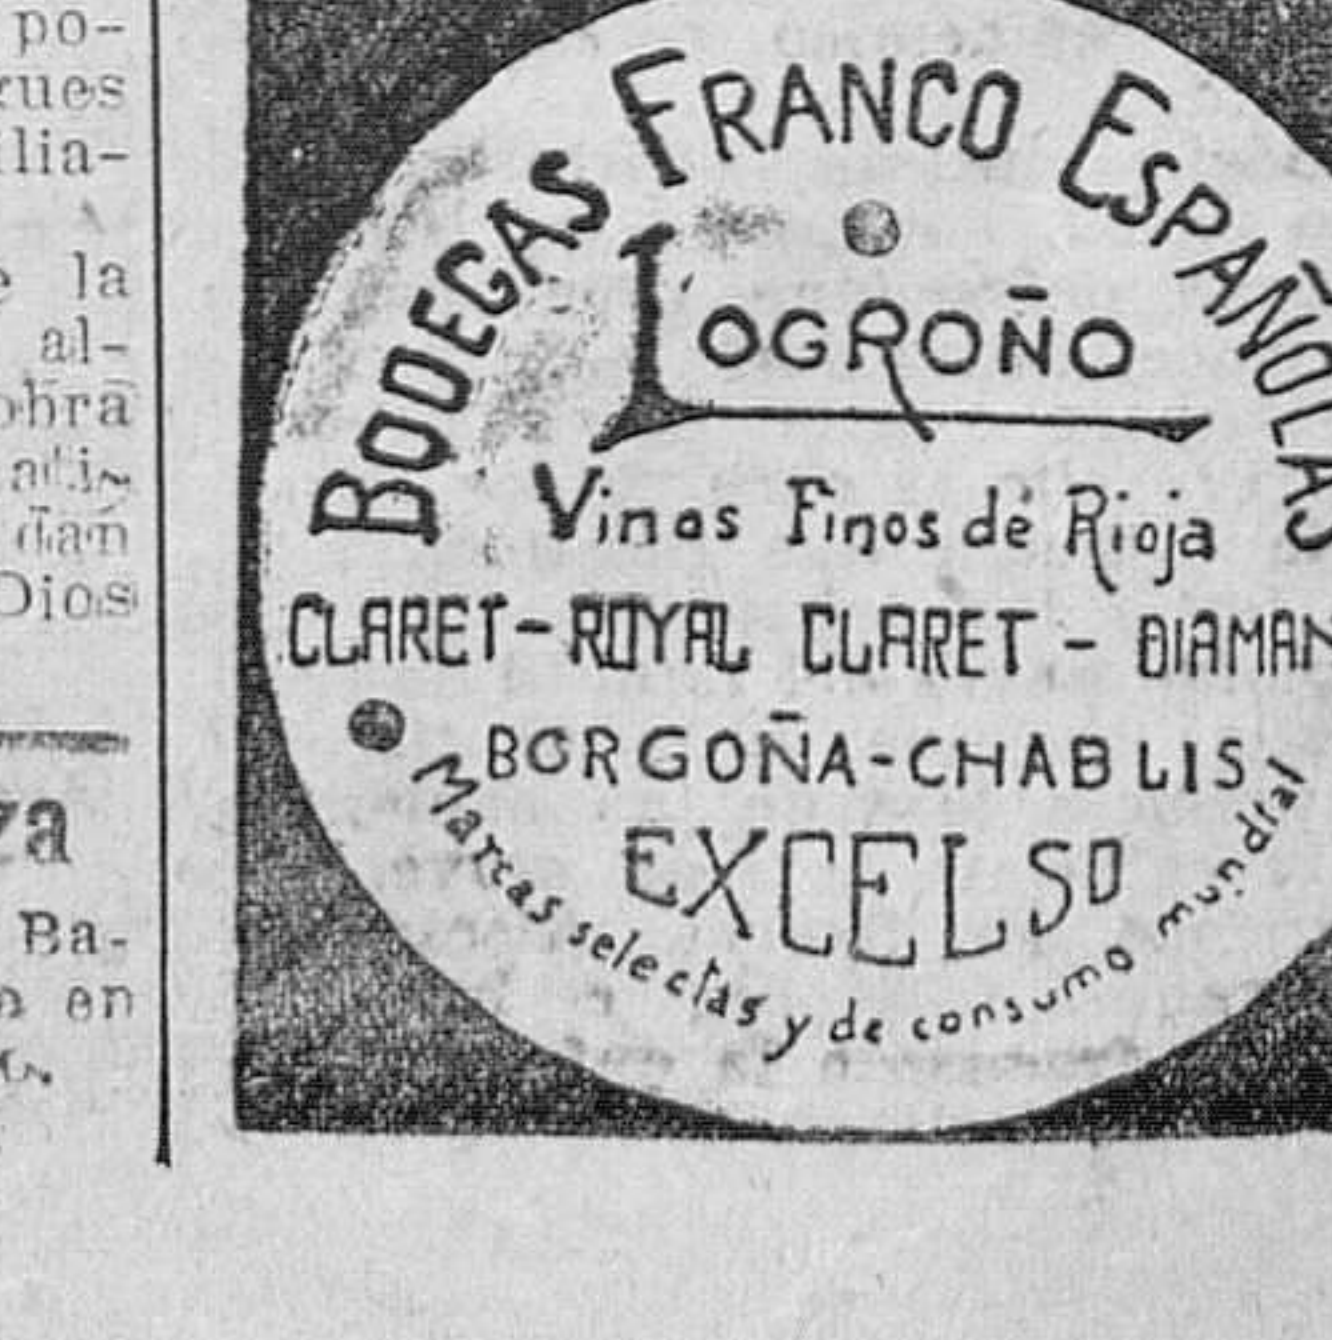 po-
lia-
la
al-
obra
dan
Dios
Ba-
en
BODEGAS FRANCO ESPAÑOLAS
LOGROÑO
Vinos Finos de Rioja
CLARET - ROYAL CLARET - DIAMAN
BORGOÑA - CHABLIS
EXCELSO
Marcas selectas y de consumo mundial